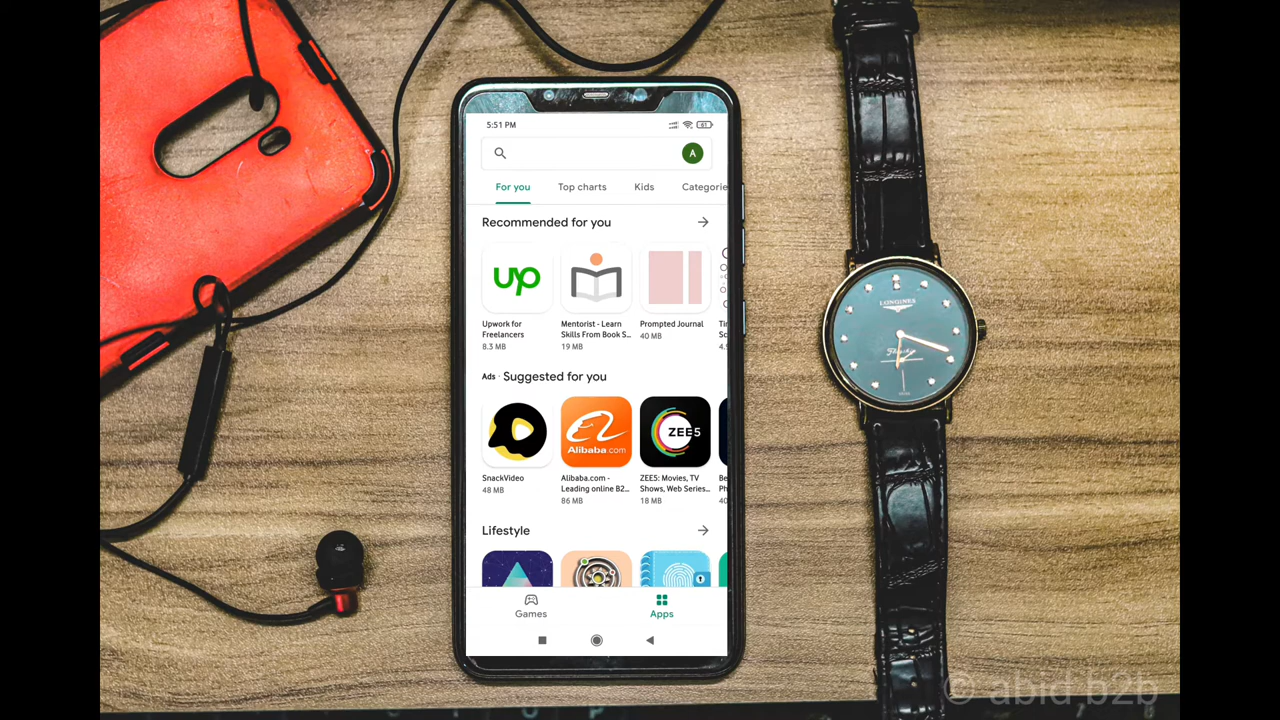 5:51 PM
61
A
For you
Top charts
Kids
Categorie
Recommended for you
up
Upwork for
Freelancers
8.3 MB
Mentorist - Learn
Skills From Book S...
19 MB
Prompted Journal
40 MB
Ads · Suggested for you
SnackVideo
48 MB
Alibaba.com
Alibaba.com -
Leading online B2...
86 MB
ZEE5
ZEE5: Movies, TV
Shows, Web Series...
18 MB
Lifestyle
Games
Apps
LONGINES
© abid b2b